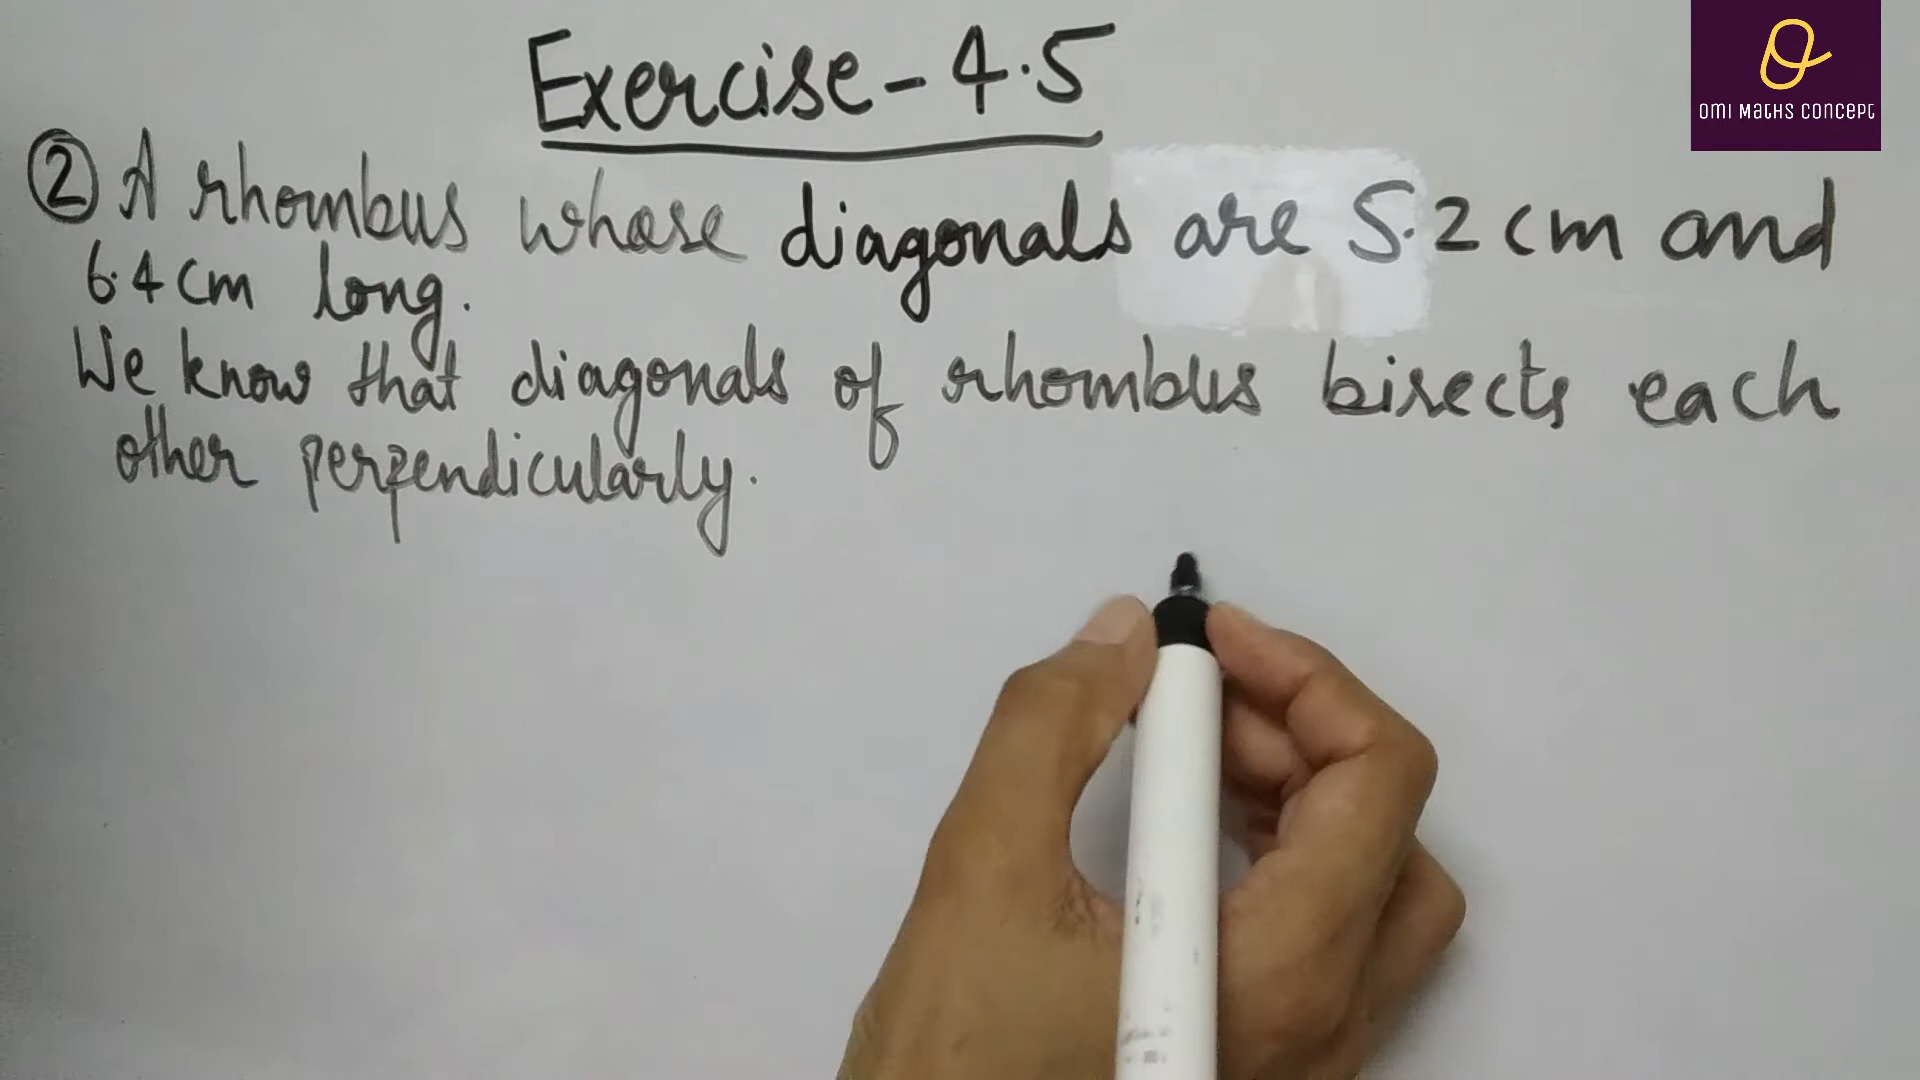 Exercise - 4.5
OMI MATHS CONCEPT
② A rhombus whose diagonals are 5.2 cm and
6.4 cm long.
We know that diagonals of rhombus bisects each
other perpendicularly.